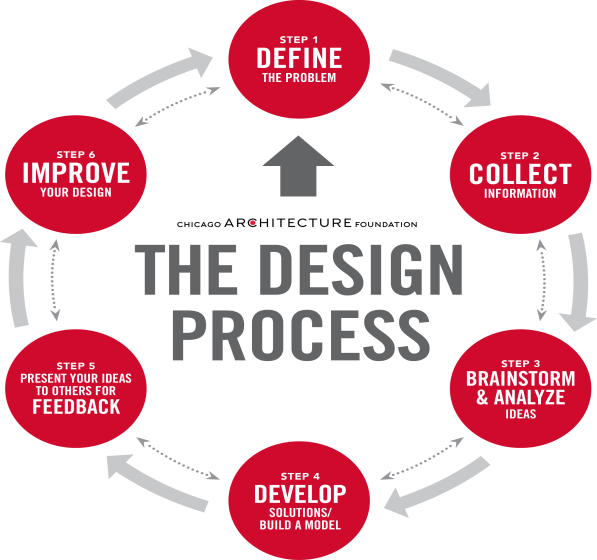 STEP 1
DEFINE
THE PROBLEM
STEP 2
COLLECT
INFORMATION
STEP 3
BRAINSTORM
& ANALYZE
IDEAS
STEP 4
DEVELOP
SOLUTIONS/
BUILD A MODEL
STEP 5
PRESENT YOUR IDEAS
TO OTHERS FOR
FEEDBACK
STEP 6
IMPROVE
YOUR DESIGN
CHICAGO ARCHITECTURE FOUNDATION
THE DESIGN
PROCESS